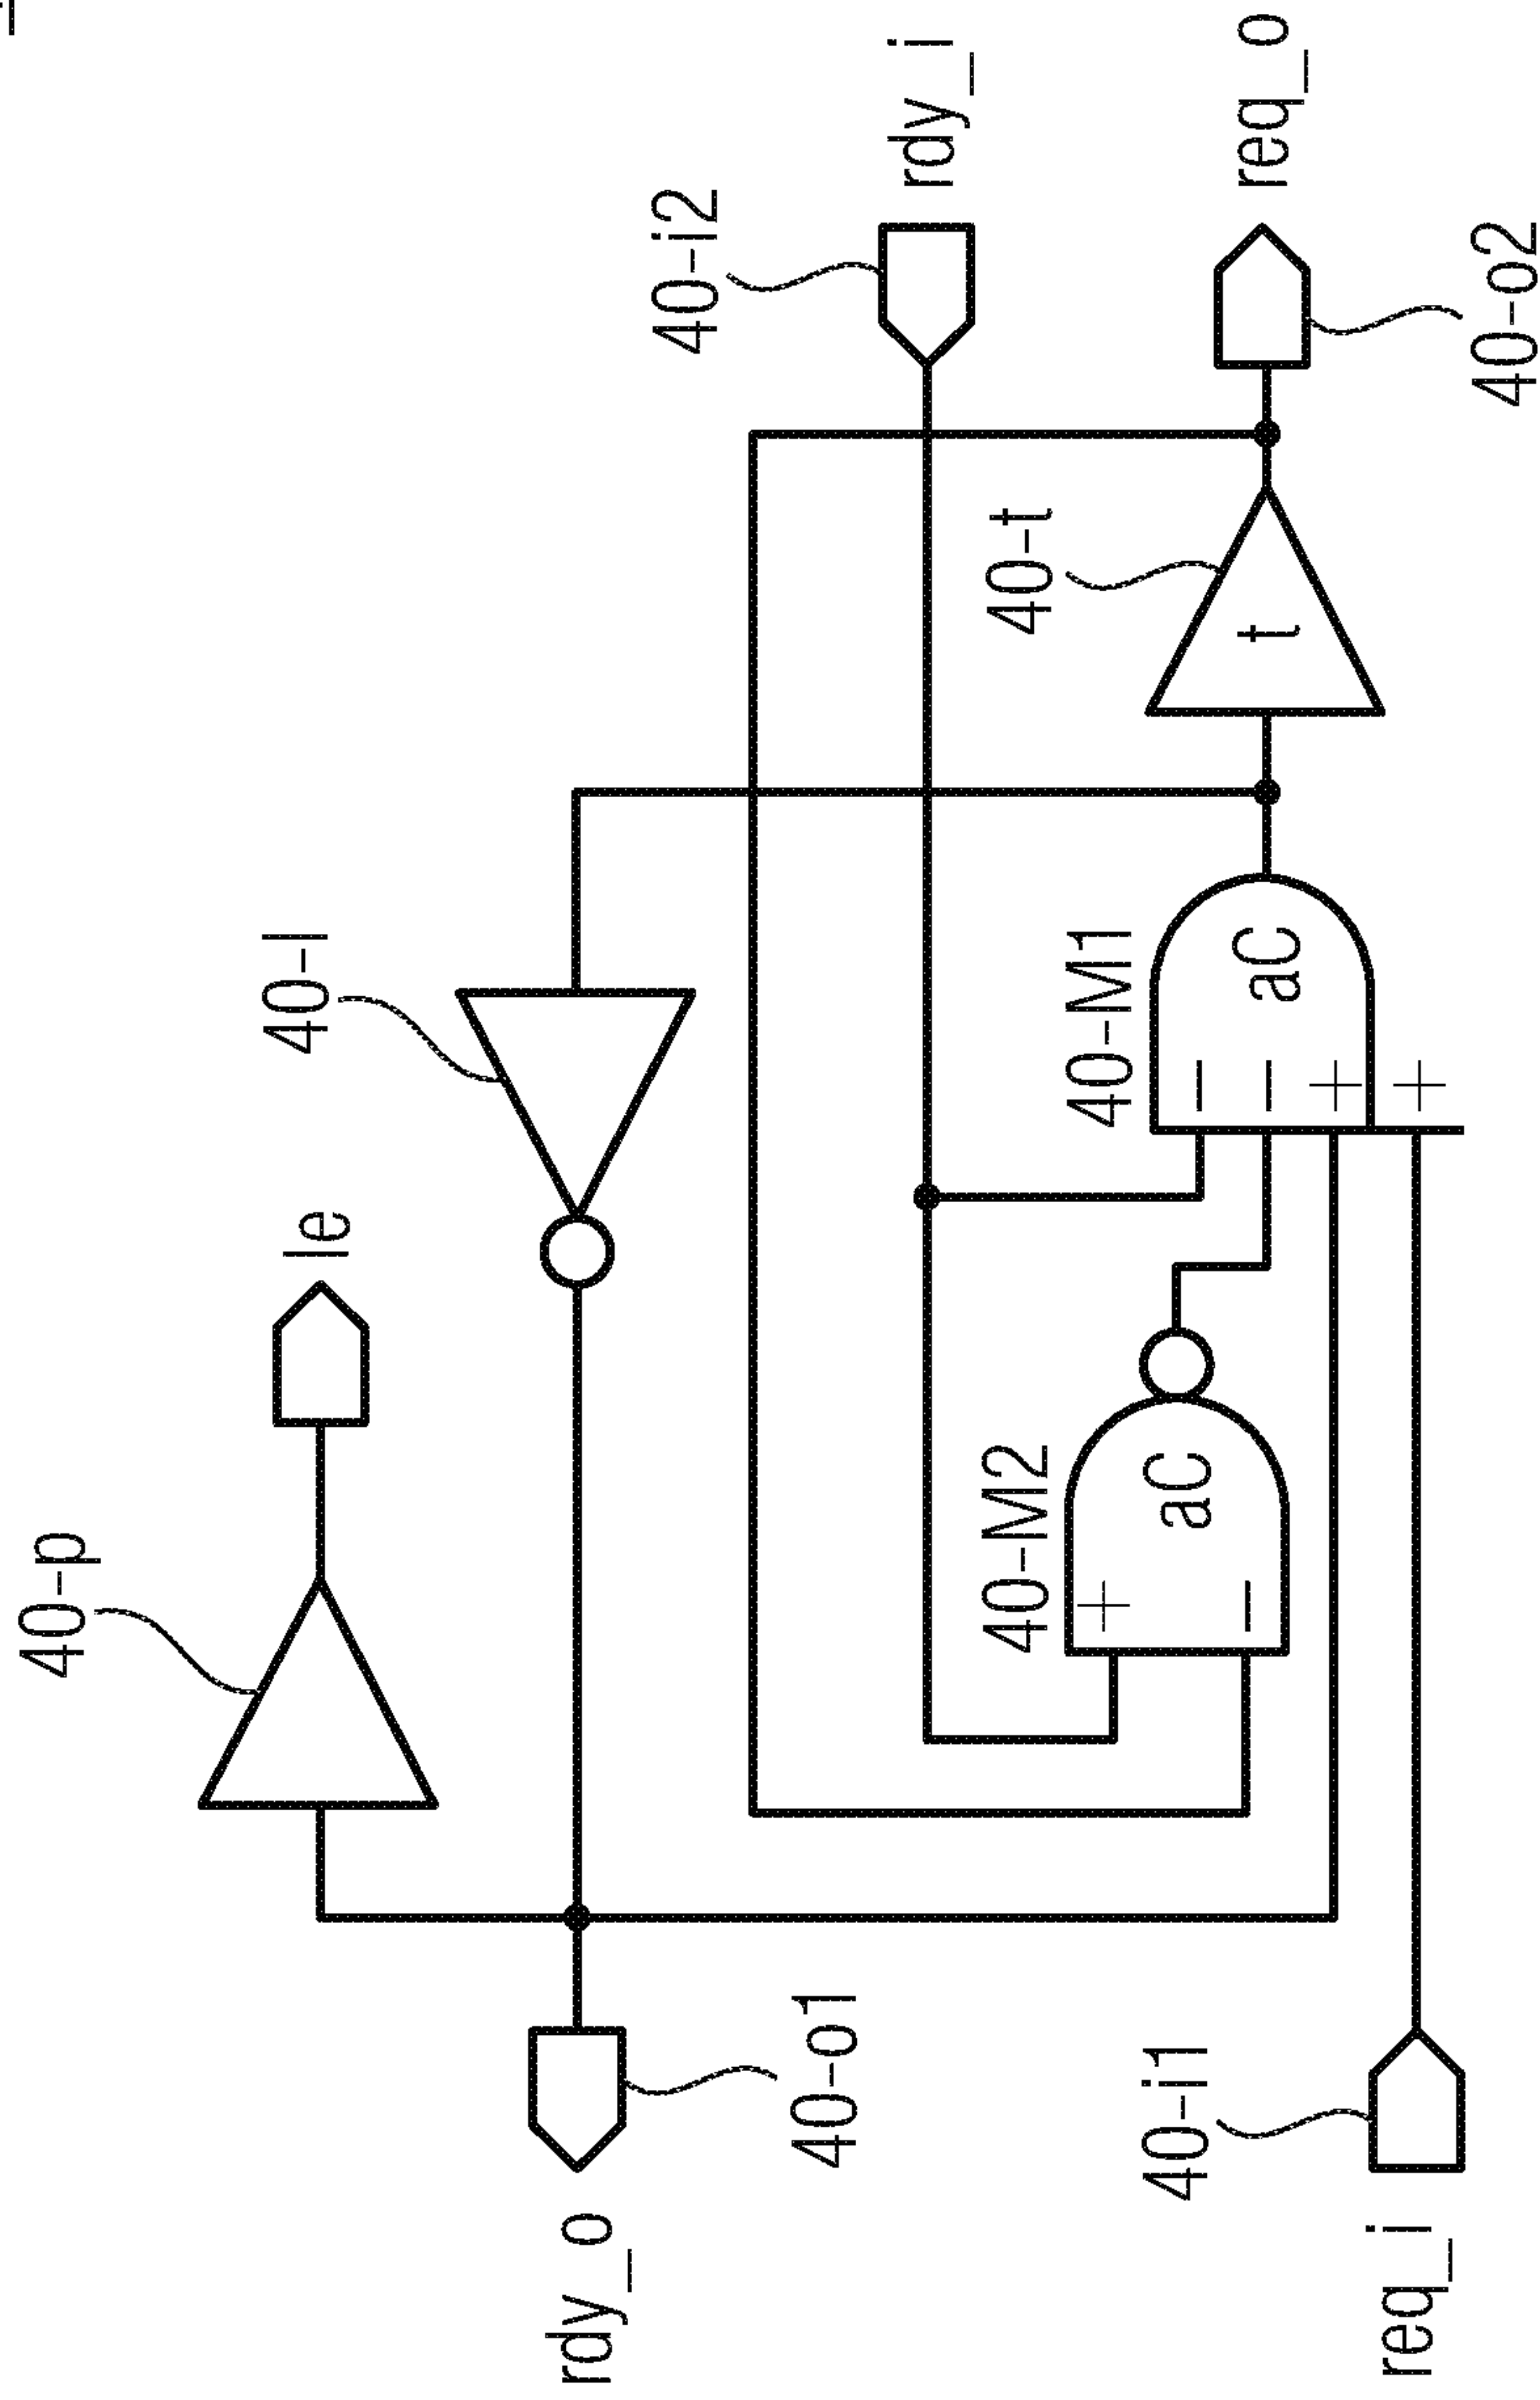 40-p
le
40-I
rdy_o
40-o1
40-i2
rdy_i
40-M2
+
−
aC
40-M1
−
−
+
+
aC
40-t
t
req_o
40-o2
40-i1
req_i